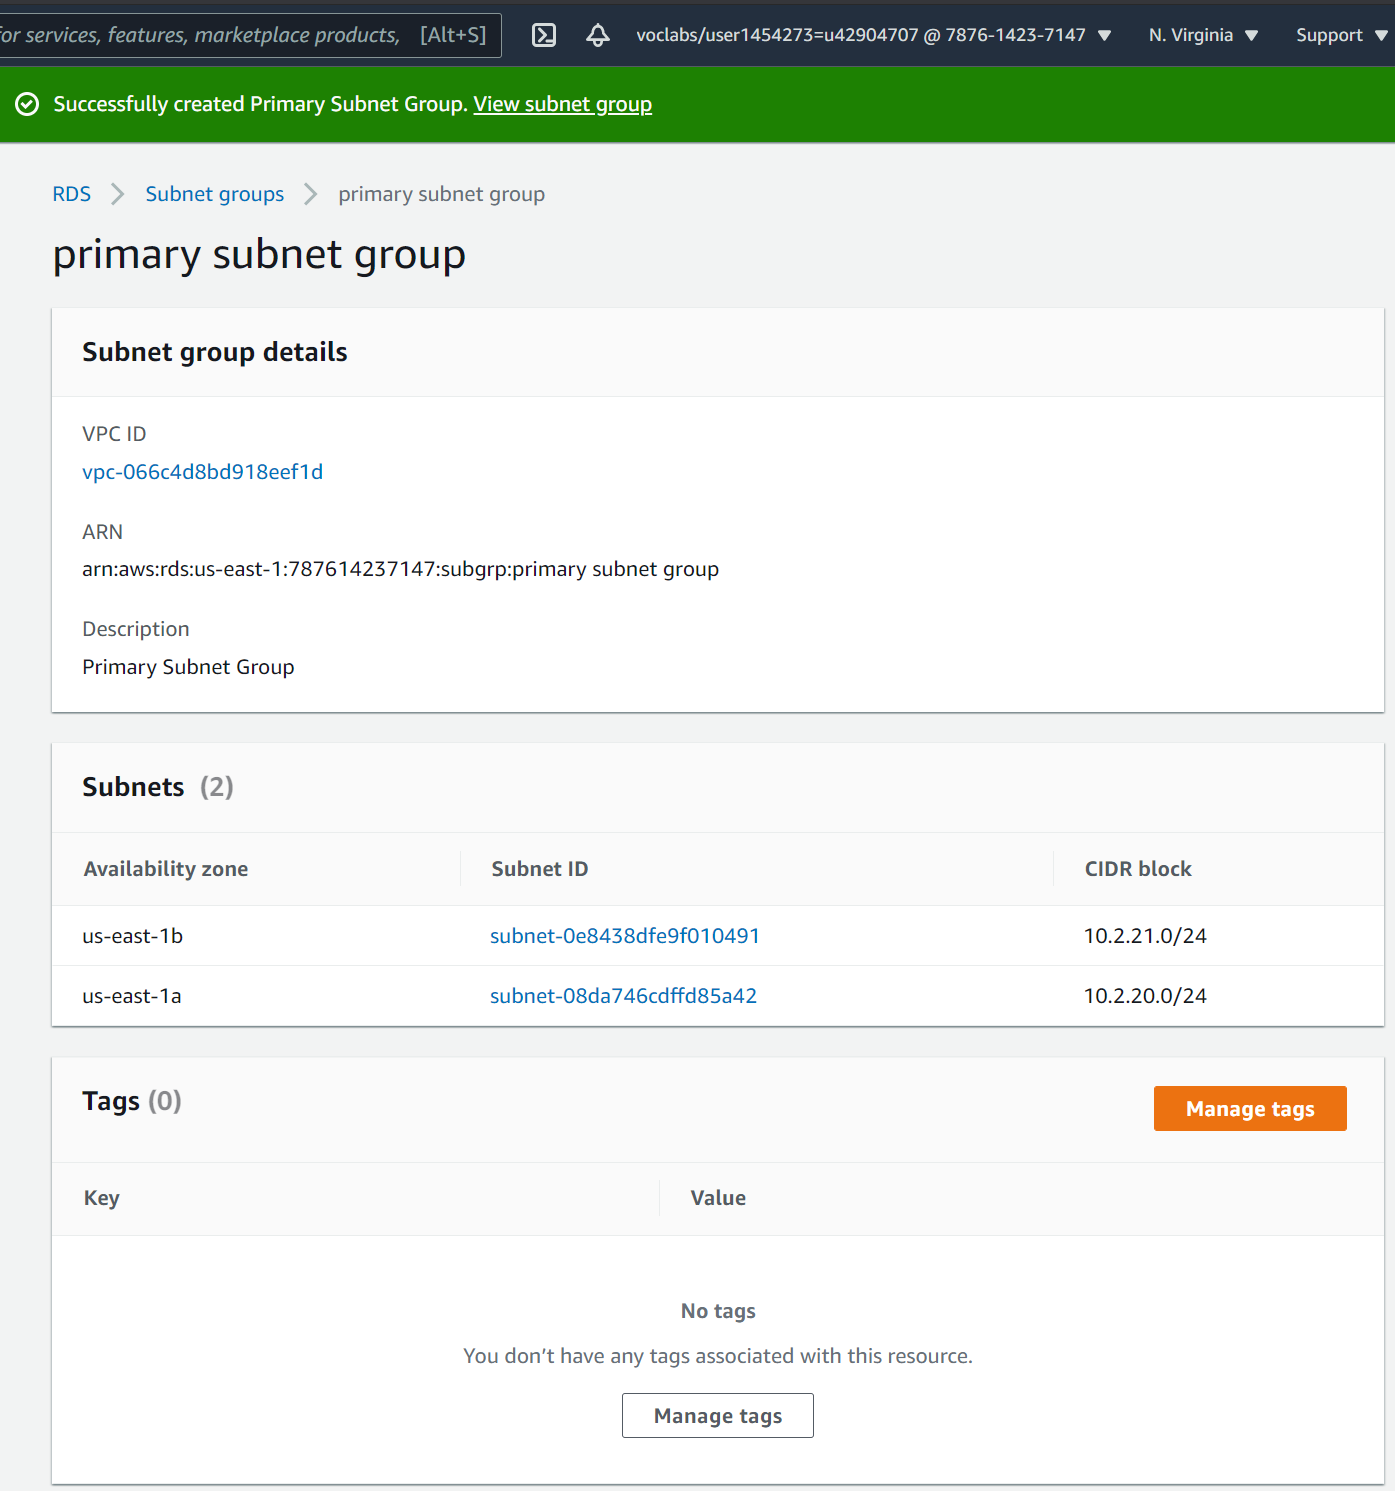 for services, features, marketplace products, [Alt+S] voclabs/user1454273=u42904707 @ 7876-1423-7147 N. Virginia Support
Successfully created Primary Subnet Group. View subnet group
RDS Subnet groups primary subnet group
primary subnet group
Subnet group details
VPC ID
vpc-066c4d8bd918eef1d
ARN
arn:aws:rds:us-east-1:787614237147:subgrp:primary subnet group
Description
Primary Subnet Group
Subnets (2)
Availability zone Subnet ID CIDR block
us-east-1b subnet-0e8438dfe9f010491 10.2.21.0/24
us-east-1a subnet-08da746cdffd85a42 10.2.20.0/24
Tags (0) Manage tags
Key Value
No tags
You don’t have any tags associated with this resource.
Manage tags